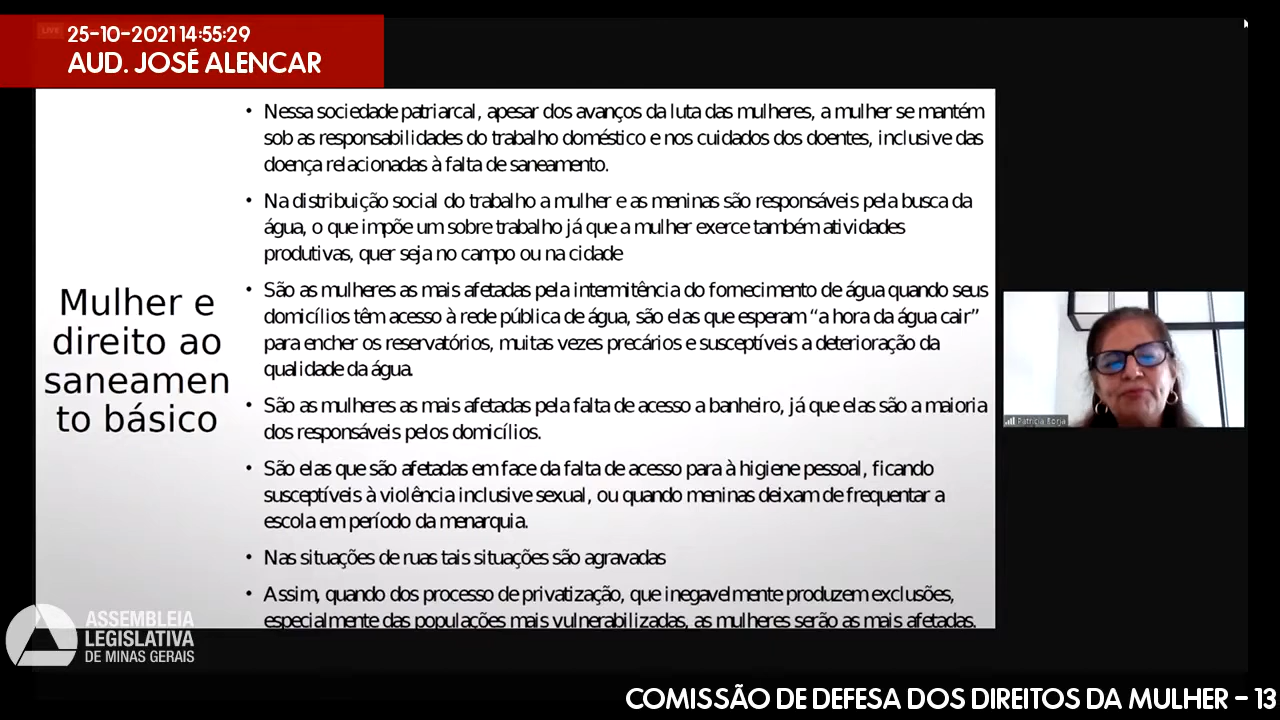 LIVE
25-10-2021 14:55:29
AUD. JOSÉ ALENCAR
Mulher e
direito ao
saneamen
to básico
• Nessa sociedade patriarcal, apesar dos avanços da luta das mulheres, a mulher se mantém
sob as responsabilidades do trabalho doméstico e nos cuidados dos doentes, inclusive das
doença relacionadas à falta de saneamento.
• Na distribuição social do trabalho a mulher e as meninas são responsáveis pela busca da
água, o que impõe um sobre trabalho já que a mulher exerce também atividades
produtivas, quer seja no campo ou na cidade
• São as mulheres as mais afetadas pela intermitência do fornecimento de água quando seus
domicílios têm acesso à rede pública de água, são elas que esperam “a hora da água cair”
para encher os reservatórios, muitas vezes precários e susceptíveis a deterioração da
qualidade da água.
• São as mulheres as mais afetadas pela falta de acesso a banheiro, já que elas são a maioria
dos responsáveis pelos domicílios.
• São elas que são afetadas em face da falta de acesso para à higiene pessoal, ficando
susceptíveis à violência inclusive sexual, ou quando meninas deixam de frequentar a
escola em período da menarquia.
• Nas situações de ruas tais situações são agravadas
• Assim, quando dos processo de privatização, que inegavelmente produzem exclusões,
especialmente das populações mais vulnerabilizadas, as mulheres serão as mais afetadas.
Patricia Borja
ASSEMBLEIA
LEGISLATIVA
DE MINAS GERAIS
COMISSÃO DE DEFESA DOS DIREITOS DA MULHER – 13